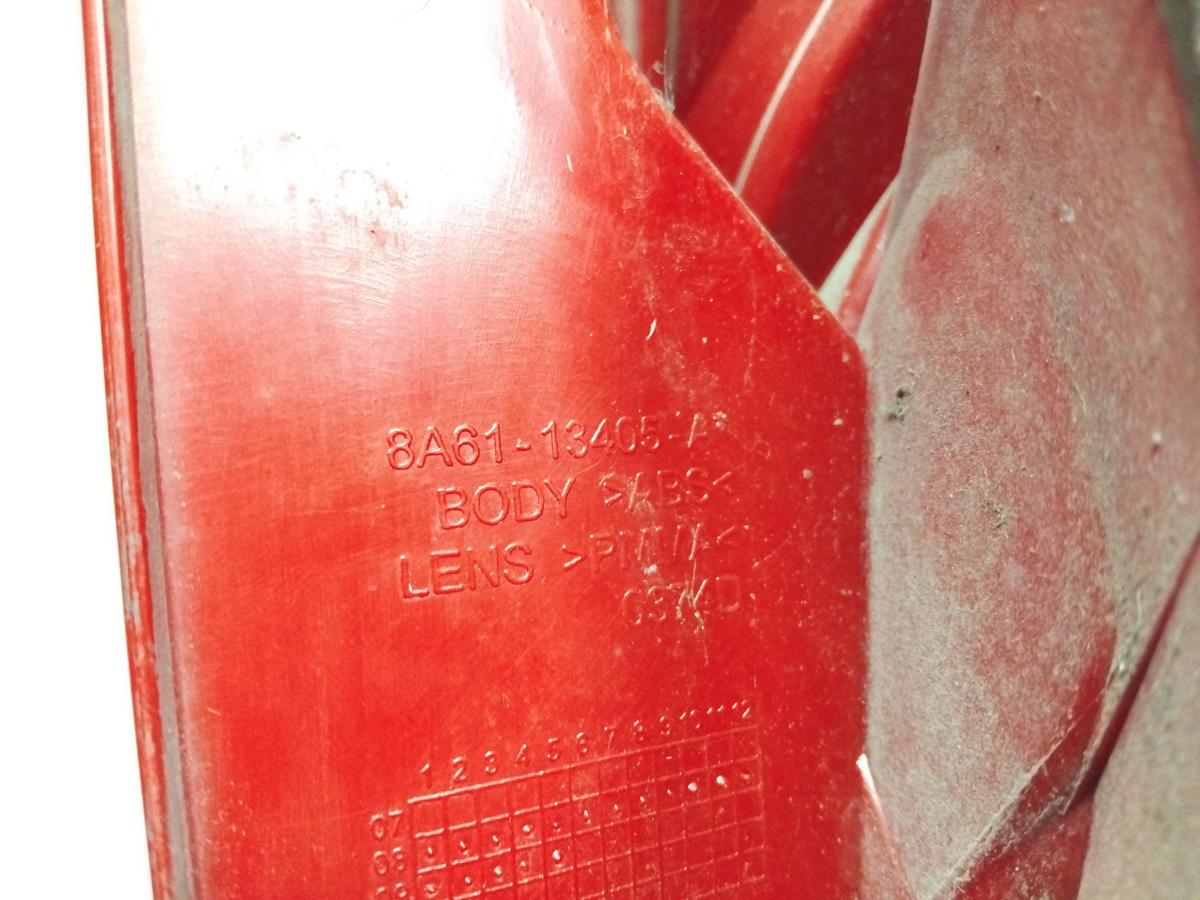 8A61-13405-A*
BODY >ABS<
LENS >PMMA<
0374D
1 2 3 4 5 6 7 8 9 10 11 12
07
08
09